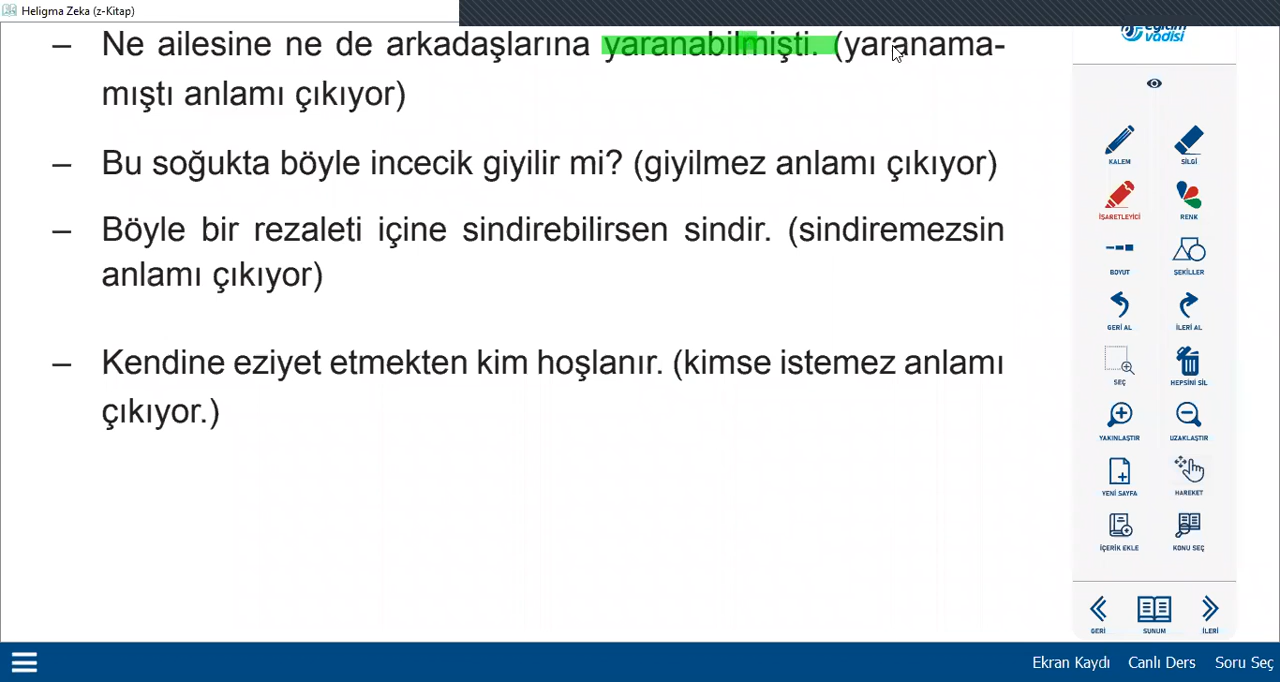 Heligma Zeka (z-Kitap)
– Ne ailesine ne de arkadaşlarına yaranabilmişti. (yaranama-
mıştı anlamı çıkıyor)
– Bu soğukta böyle incecik giyilir mi? (giyilmez anlamı çıkıyor)
– Böyle bir rezaleti içine sindirebilirsen sindir. (sindiremezsin
anlamı çıkıyor)
– Kendine eziyet etmekten kim hoşlanır. (kimse istemez anlamı
çıkıyor.)
eğitim
vadisi
KALEM SİLGİ
İŞARETLEYİCİ RENK
BOYUT ŞEKİLLER
GERİ AL İLERİ AL
SEÇ HEPSİNİ SİL
YAKINLAŞTIR UZAKLAŞTIR
YENİ SAYFA HAREKET
İÇERİK EKLE KONU SEÇ
GERİ SUNUM İLERİ
Ekran Kaydı Canlı Ders Soru Seç